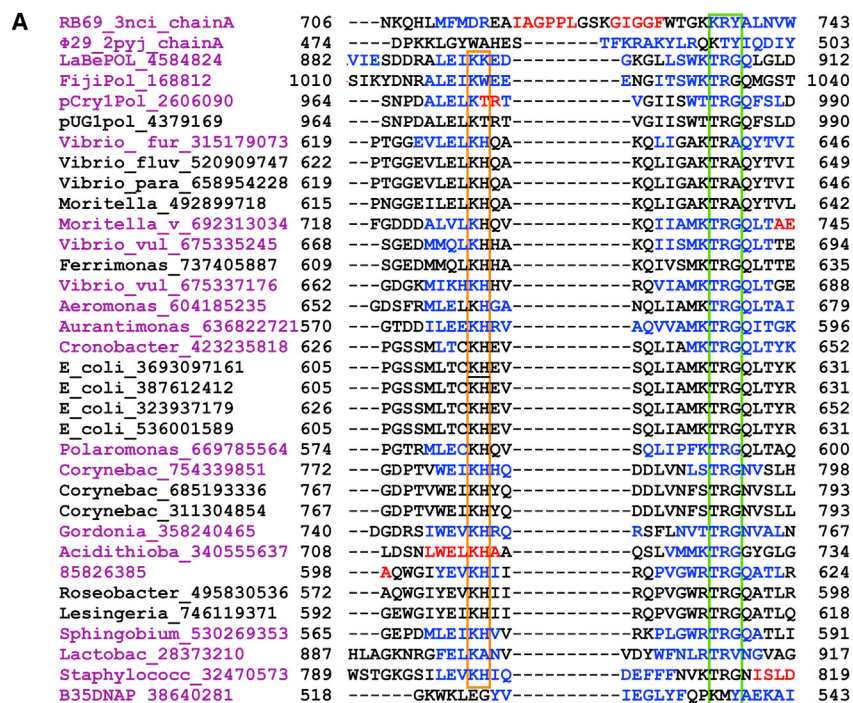 A
RB69_3nci_chainA 706 ---NKQHLMFMDREAIAGPPLGSKGIGGFWTGKKRYALNVW 743
Φ29_2pyj_chainA 474 ----DPKKLGYWAHES-------TFKRAKYLRQKTYIQDIY 503
LaBePOL_4584824 882 VIESDDRALEIKKED----------GKGLLSWKTRGQLGLD 912
FijiPol_168812 1010 SIKYDNRALEIKWEE----------ENGITSWKTRGQMGST 1040
pCry1Pol_2606090 964 ---SNPDALELKTRT-----------VGIISWTTRGQFSLD 990
pUG1pol_4379169 964 ---SNPDALELKTRT-----------VGIISWTTRGQFSLD 990
Vibrio_ fur_315179073 619 --PTGGEVLELKHQA-----------KQLIGAKTRAQYTVI 646
Vibrio_fluv_520909747 622 --PTGGEVLELKHQA-----------KQLIGAKTRAQYTVI 649
Vibrio_para_658954228 619 --PTGGEVLELKHQA-----------KQLIGAKTRAQYTVI 646
Moritella_492899718 615 --PNGGEILELKHQA-----------KQLIGAKTRAQYTVL 642
Moritella_v_692313034 718 --FGDDDALVLKHQV-----------KQIIAMKTRGQLTAE 745
Vibrio_vul_675335245 668 ---SGEDMMQLKHHA-----------KQIISMKTRGQLTTE 694
Ferrimonas_737405887 609 ---SGEDMMQLKHHA-----------KQIVSMKTRGQLTTE 635
Vibrio_vul_675337176 662 ---GDGKMIKHKHHV-----------RQVIAMKTRGQLTGE 688
Aeromonas_604185235 652 --GDSFRMLELKHGA-----------NQLIAMKTRGQLTAI 679
Aurantimonas_636822721 570 ---GTDDILEEKHRV-----------AQVVAMKTRGQITGK 596
Cronobacter_423235818 626 ---PGSSMLTCKHEV-----------SQLIAMKTRGQLTYK 652
E_coli_3693097161 605 ---PGSSMLTCKHEV-----------SQLIAMKTRGQLTYK 631
E_coli_387612412 605 ---PGSSMLTCKHEV-----------SQLIAMKTRGQLTYR 631
E_coli_323937179 626 ---PGSSMLTCKHEV-----------SQLIAMKTRGQLTYR 652
E_coli_536001589 605 ---PGSSMLTCKHEV-----------SQLIAMKTRGQLTYR 631
Polaromonas_669785564 574 ---PGTRMLECKHQV-----------SQLIPFKTRGQLTAQ 600
Corynebac_754339851 772 ---GDPTVWEIKHHQ-----------DDLVNLSTRGNVSLH 798
Corynebac_685193336 767 ---GDPTVWEIKHYQ-----------DDLVNFSTRGNVSLL 793
Corynebac_311304854 767 ---GDPTVWEIKHYQ-----------DDLVNFSTRGNVSLL 793
Gordonia_358240465 740 --DGDRSIWEVKHRQ-----------RSFLNVTTRGNVALN 767
Acidithioba_340555637 708 ---LDSNLWELKHAA-----------QSLVMMKTRGGYGLG 734
85826385 598 ---AQWGIYEVKHII-----------RQPVGWRTRGQATLR 624
Roseobacter_495830536 572 ---AQWGIYEVKHII-----------RQPVGWRTRGQATLR 598
Lesingeria_746119371 592 ---GEWGIYEIKHII-----------RQPVGWRTRGQATLQ 618
Sphingobium_530269353 565 ---GEPDMLEIKHVV-----------RKPLGWRTRGQATLI 591
Lactobac_28373210 887 HLAGKNRGFELKANV----------VDYWFNLRTRVNGVAG 917
Staphylococc_32470573 789 WSTGKGSILEVKHIQ----------DEFFFNVKTRGNISLD 819
B35DNAP_38640281 518 ------GKWKLEGYV----------IEGLYFQPKMYAEKAI 543